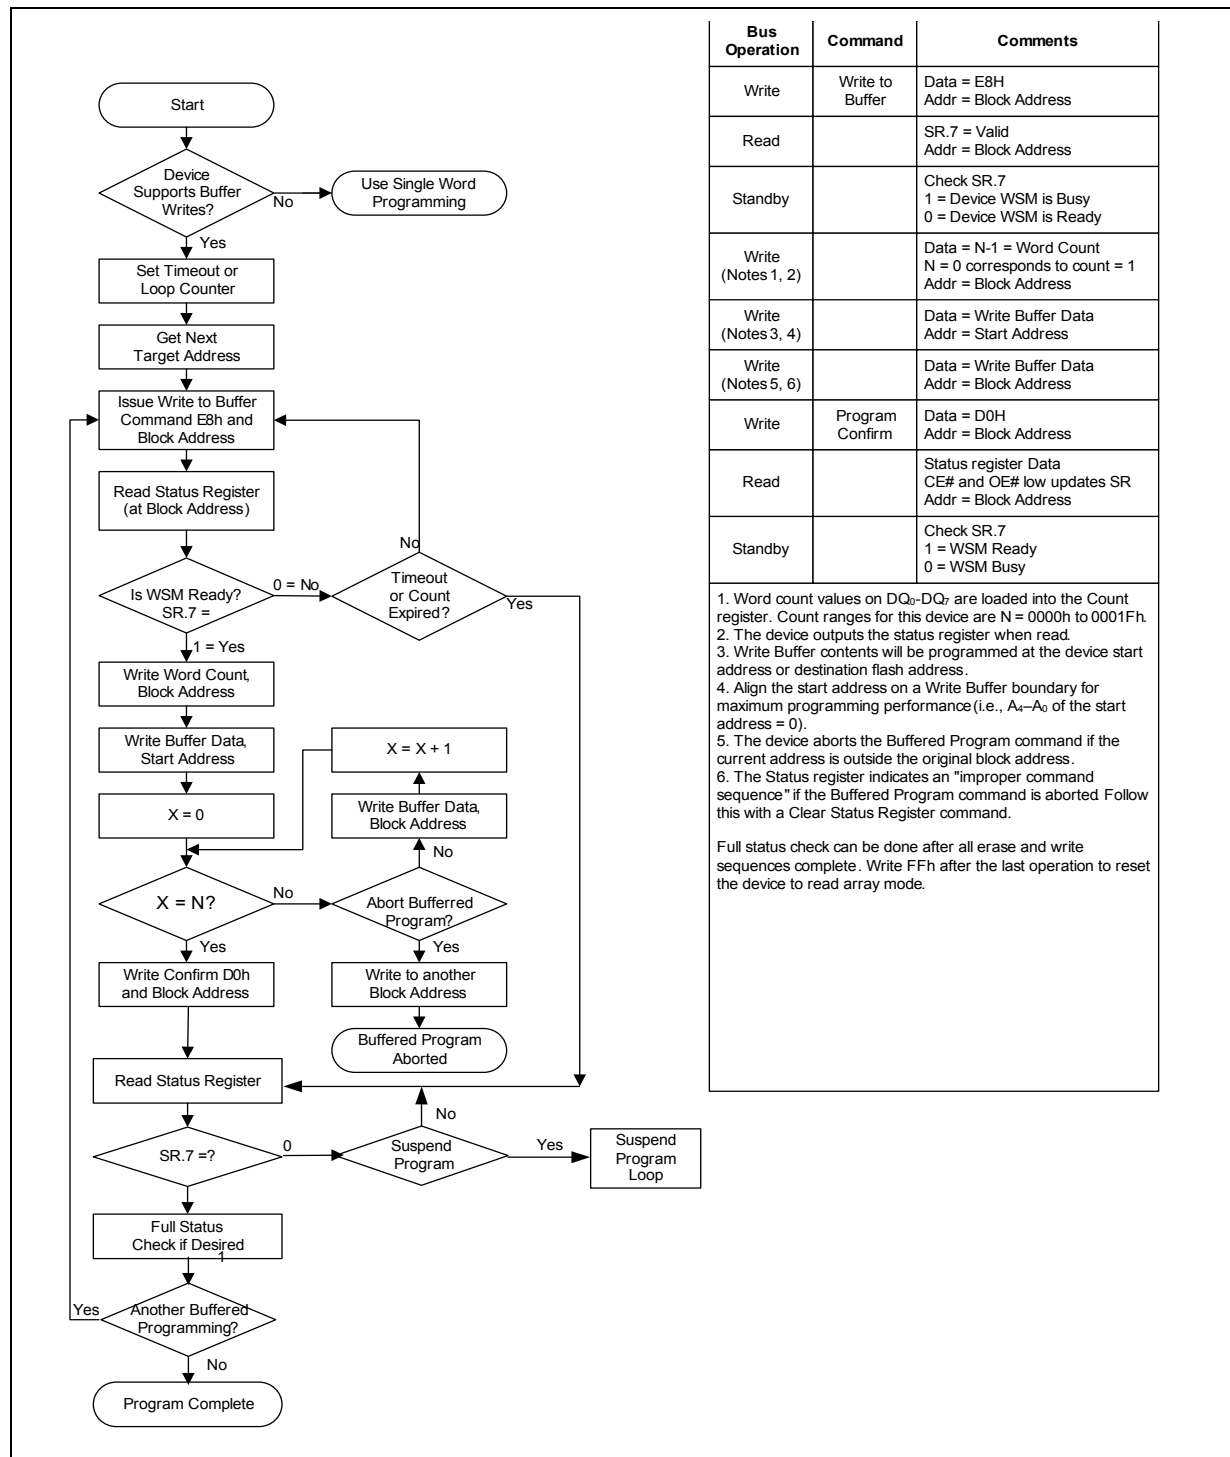 Start
Device
Supports Buffer
Writes?
No
Use Single Word
Programming
Yes
Set Timeout or
Loop Counter
Get Next
Target Address
Issue Write to Buffer
Command E8h and
Block Address
Read Status Register
(at Block Address)
No
Is WSM Ready?
SR.7 =
0 = No
Timeout
or Count
Expired?
Yes
1 = Yes
Write Word Count,
Block Address
Write Buffer Data,
Start Address
X = X + 1
X = 0
Write Buffer Data,
Block Address
No
X = N?
No
Abort Bufferred
Program?
Yes
Yes
Write Confirm D0h
and Block Address
Write to another
Block Address
Buffered Program
Aborted
Read Status Register
No
SR.7 =?
0
Suspend
Program
Yes
Suspend
Program
Loop
Full Status
Check if Desired
1
Yes
Another Buffered
Programming?
No
Program Complete
Bus
Operation
Command
Comments
Write
Write to
Buffer
Data = E8H
Addr = Block Address
Read
SR.7 = Valid
Addr = Block Address
Standby
Check SR.7
1 = Device WSM is Busy
0 = Device WSM is Ready
Write
(Notes 1, 2)
Data = N-1 = Word Count
N = 0 corresponds to count = 1
Addr = Block Address
Write
(Notes 3, 4)
Data = Write Buffer Data
Addr = Start Address
Write
(Notes 5, 6)
Data = Write Buffer Data
Addr = Block Address
Write
Program
Confirm
Data = D0H
Addr = Block Address
Read
Status register Data
CE# and OE# low updates SR
Addr = Block Address
Standby
Check SR.7
1 = WSM Ready
0 = WSM Busy
1. Word count values on DQ₀-DQ₇ are loaded into the Count
register. Count ranges for this device are N = 0000h to 0001Fh.
2. The device outputs the status register when read.
3. Write Buffer contents will be programmed at the device start
address or destination flash address.
4. Align the start address on a Write Buffer boundary for
maximum programming performance (i.e., A₄–A₀ of the start
address = 0).
5. The device aborts the Buffered Program command if the
current address is outside the original block address.
6. The Status register indicates an "improper command
sequence" if the Buffered Program command is aborted. Follow
this with a Clear Status Register command.
Full status check can be done after all erase and write
sequences complete. Write FFh after the last operation to reset
the device to read array mode.